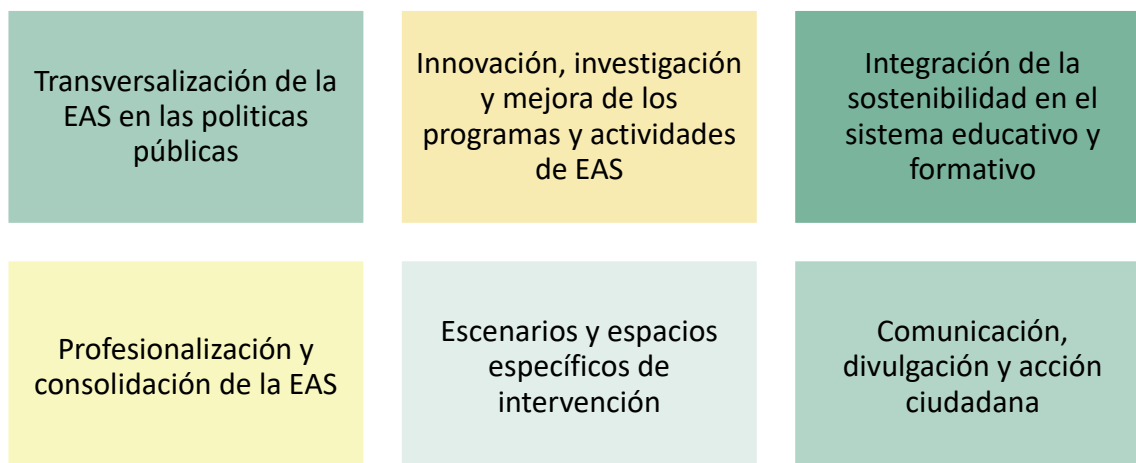 Transversalización de la
EAS en las politicas
públicas
Innovación, investigación
y mejora de los
programas y actividades
de EAS
Integración de la
sostenibilidad en el
sistema educativo y
formativo
Profesionalización y
consolidación de la EAS
Escenarios y espacios
específicos de
intervención
Comunicación,
divulgación y acción
ciudadana